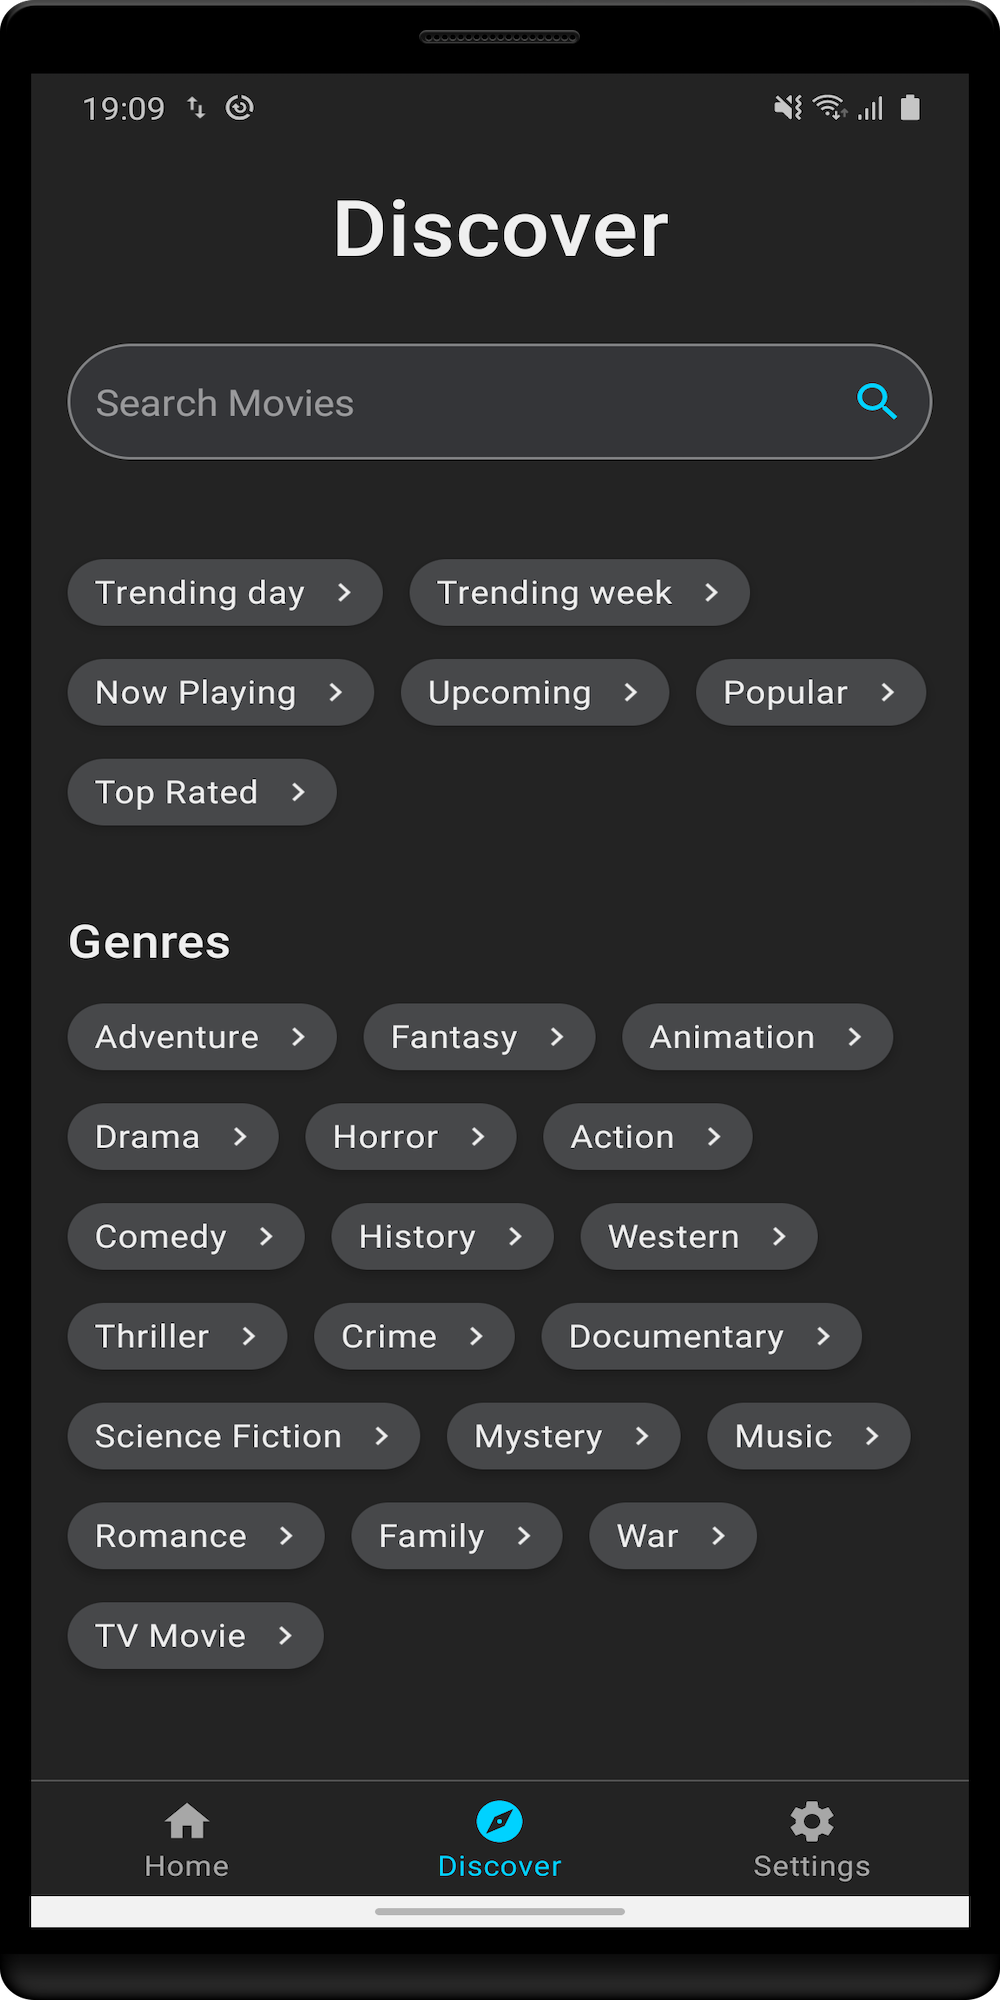 19:09
Discover
Search Movies
Trending day Trending week
Now Playing Upcoming Popular
Top Rated
Genres
Adventure Fantasy Animation
Drama Horror Action
Comedy History Western
Thriller Crime Documentary
Science Fiction Mystery Music
Romance Family War
TV Movie
Home Discover Settings